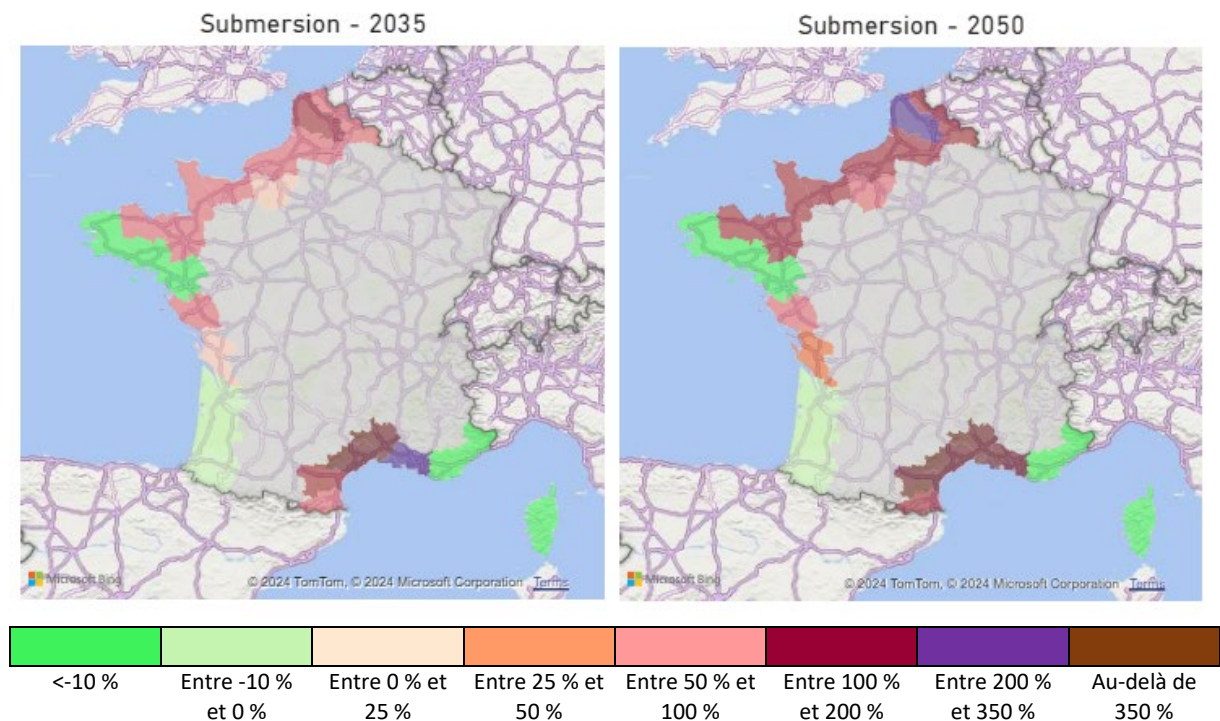 Submersion - 2035
Submersion - 2050
Microsoft Bing
© 2024 TomTom, © 2024 Microsoft Corporation Terms
Microsoft Bing
© 2024 TomTom, © 2024 Microsoft Corporation Terms
<-10 %
Entre -10 %
et 0 %
Entre 0 % et
25 %
Entre 25 % et
50 %
Entre 50 % et
100 %
Entre 100 %
et 200 %
Entre 200 %
et 350 %
Au-delà de
350 %